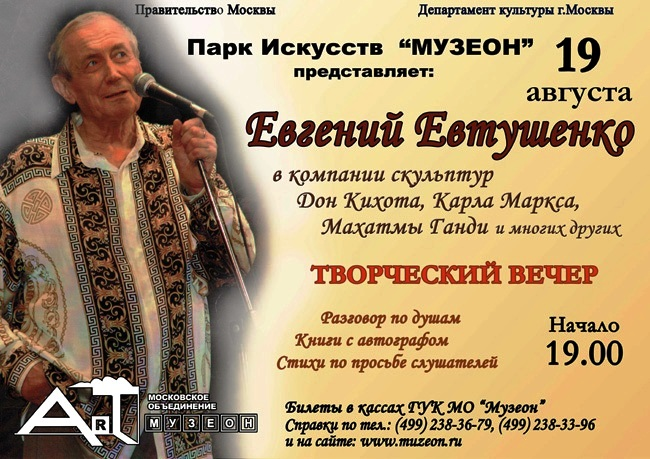 Правительство Москвы
Департамент культуры г.Москвы
Парк Искусств “МУЗЕОН”
представляет:
19
августа
Евгений Евтушенко
в компании скульптур
Дон Кихота, Карла Маркса,
Махатмы Ганди и многих других
ТВОРЧЕСКИЙ ВЕЧЕР
Разговор по душам
Книги с автографом
Стихи по просьбе слушателей
Начало
19.00
ART
МОСКОВСКОЕ
ОБЪЕДИНЕНИЕ
МУЗЕОН
Билеты в кассах ГУК МО “Музеон”
Справки по тел.: (499) 238-36-79, (499) 238-33-96
и на сайте: www.muzeon.ru